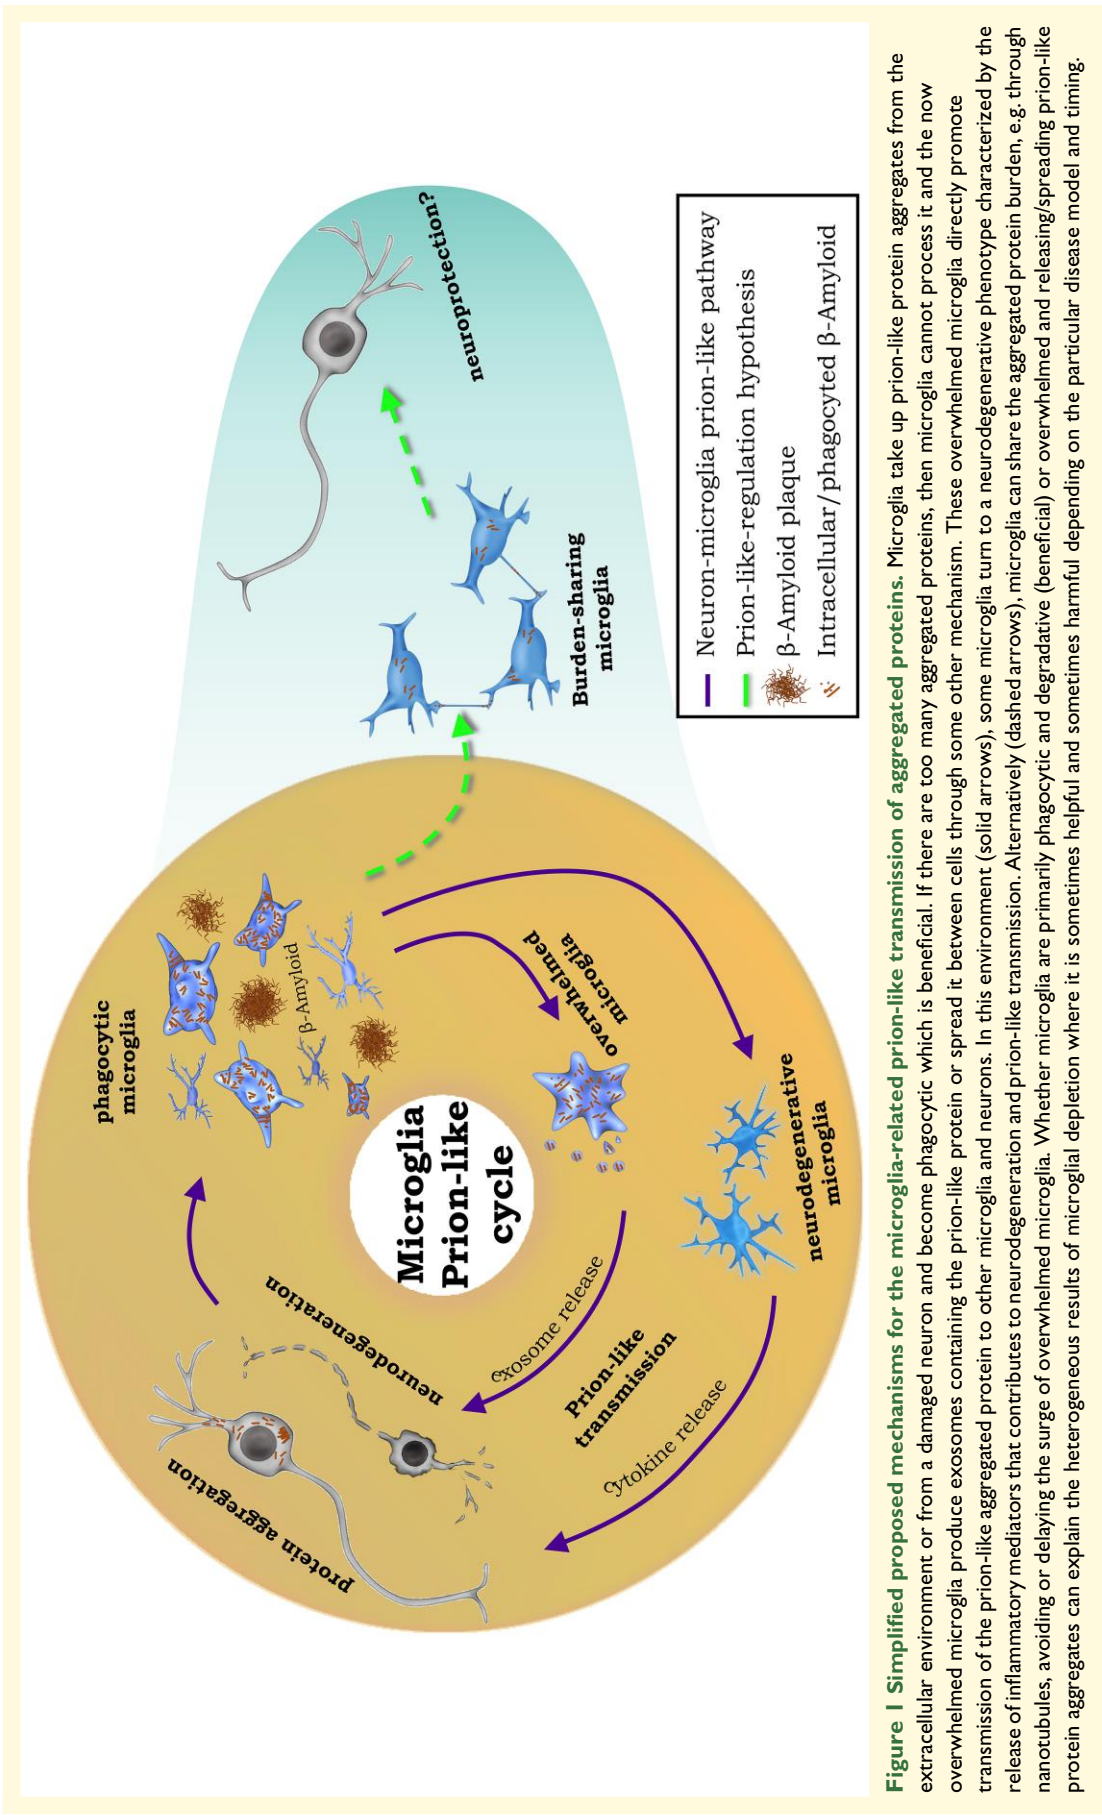 phagocytic
microglia
β-Amyloid
overwhelmed
microglia
neurodegenerative
microglia
Microglia
Prion-like
cycle
neurodegeneration
protein aggregation
exosome release
Prion-like
transmission
Cytokine release
Burden-sharing
microglia
neuroprotection?
Neuron-microglia prion-like pathway
Prion-like-regulation hypothesis
β-Amyloid plaque
Intracellular/phagocyted β-Amyloid
Figure 1 Simplified proposed mechanisms for the microglia-related prion-like transmission of aggregated proteins. Microglia take up prion-like protein aggregates from the
extracellular environment or from a damaged neuron and become phagocytic which is beneficial. If there are too many aggregated proteins, then microglia cannot process it and the now
overwhelmed microglia produce exosomes containing the prion-like protein or spread it between cells through some other mechanism. These overwhelmed microglia directly promote
transmission of the prion-like aggregated protein to other microglia and neurons. In this environment (solid arrows), some microglia turn to a neurodegenerative phenotype characterized by the
release of inflammatory mediators that contributes to neurodegeneration and prion-like transmission. Alternatively (dashed arrows), microglia can share the aggregated protein burden, e.g. through
nanotubules, avoiding or delaying the surge of overwhelmed microglia. Whether microglia are primarily phagocytic and degradative (beneficial) or overwhelmed and releasing/spreading prion-like
protein aggregates can explain the heterogeneous results of microglial depletion where it is sometimes helpful and sometimes harmful depending on the particular disease model and timing.